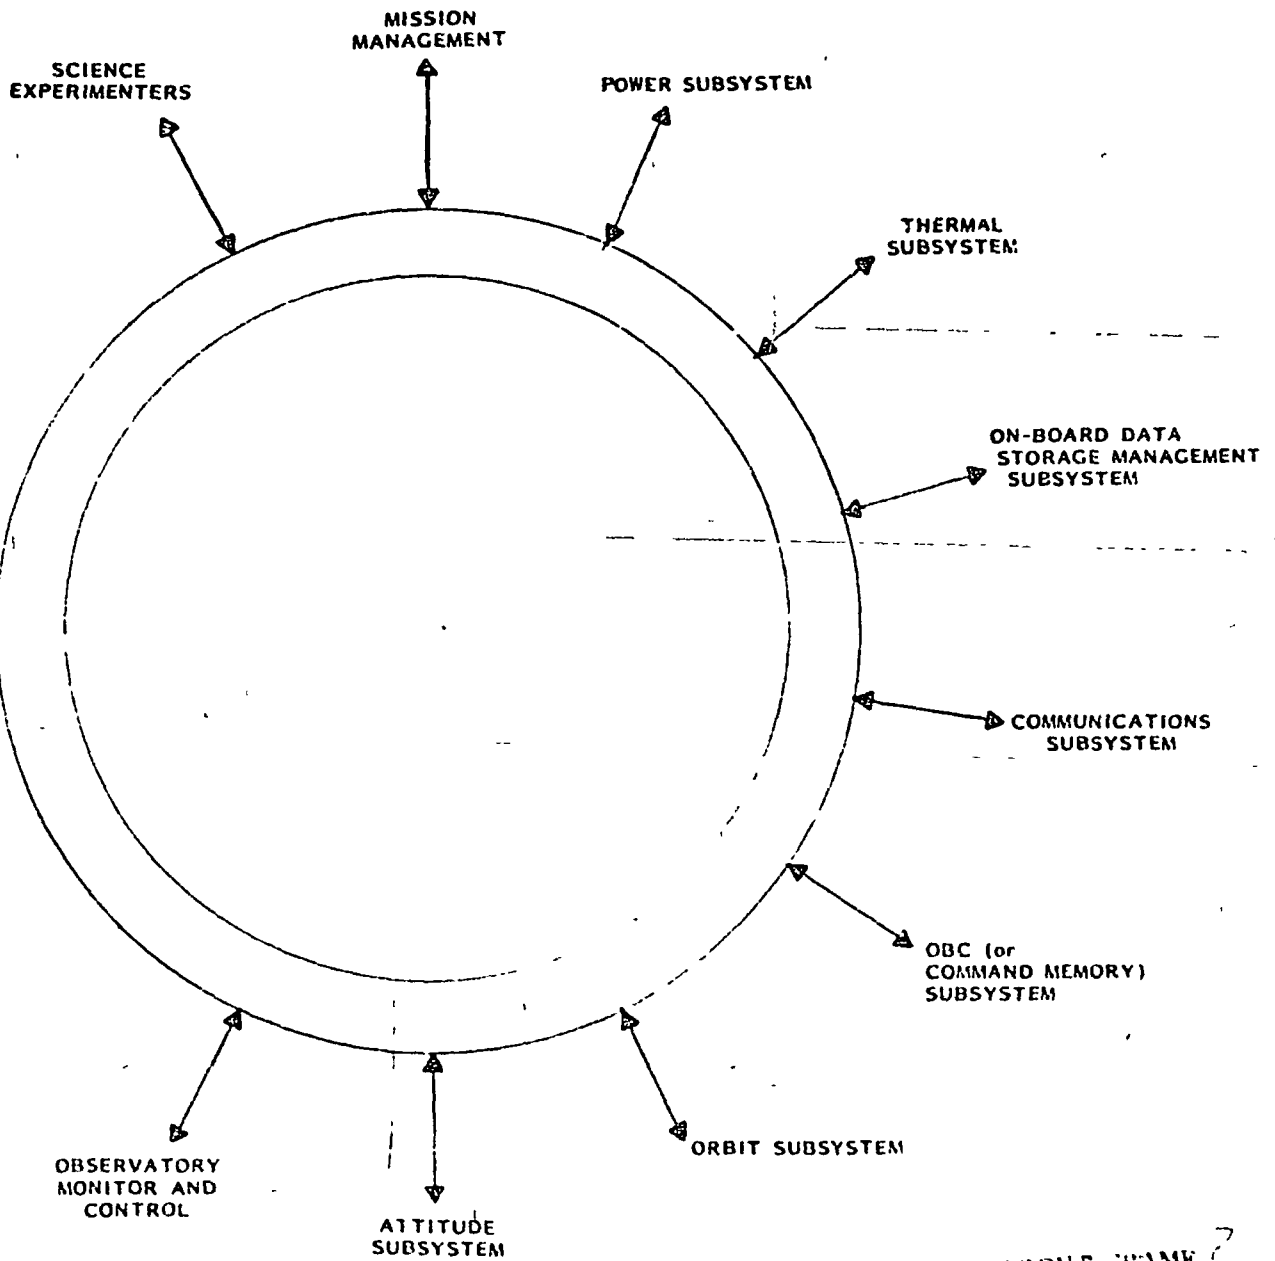 MISSION
MANAGEMENT
SCIENCE
EXPERIMENTERS
POWER SUBSYSTEM
THERMAL
SUBSYSTEM
ON-BOARD DATA
STORAGE MANAGEMENT
SUBSYSTEM
COMMUNICATIONS
SUBSYSTEM
OBC (or
COMMAND MEMORY)
SUBSYSTEM
ORBIT SUBSYSTEM
OBSERVATORY
MONITOR AND
CONTROL
ATTITUDE
SUBSYSTEM